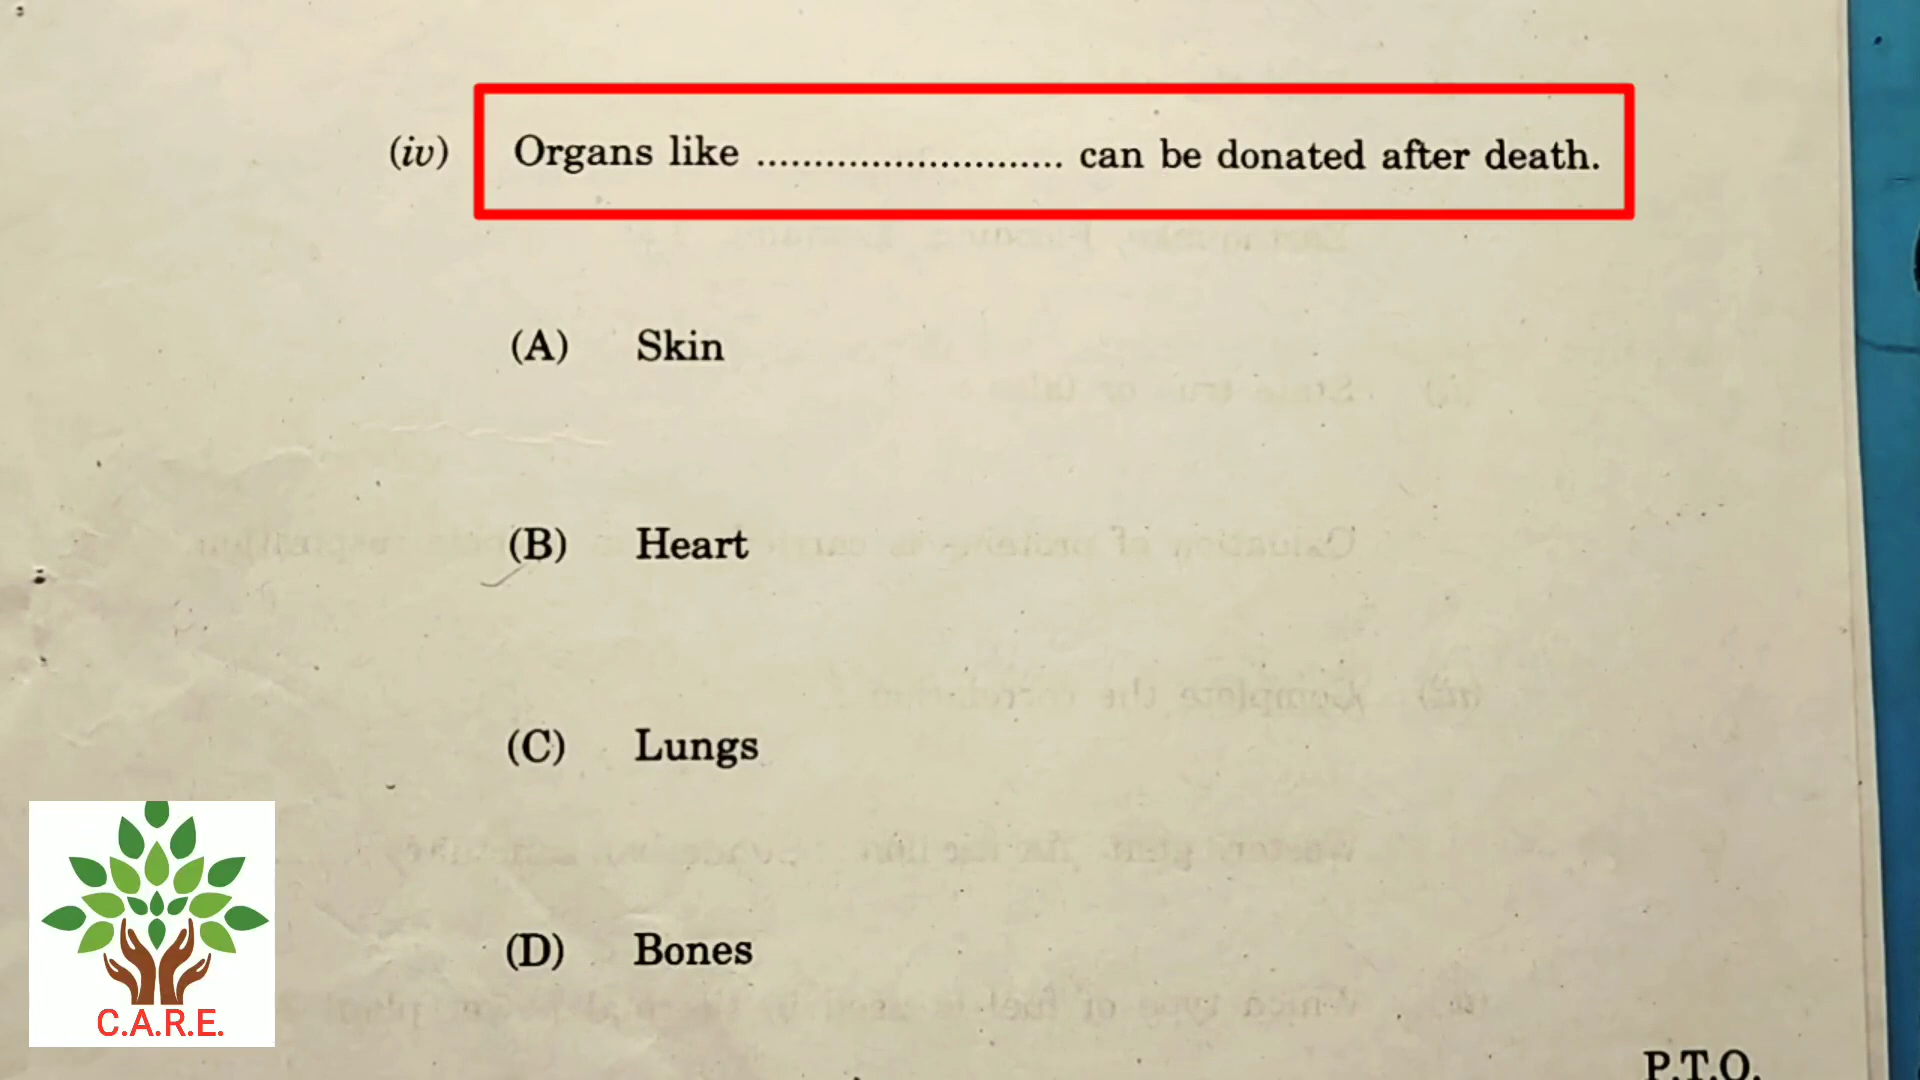 (iv) Organs like ........................... can be donated after death.
(A) Skin
(B) Heart
(C) Lungs
(D) Bones
C.A.R.E.
P.T.O.